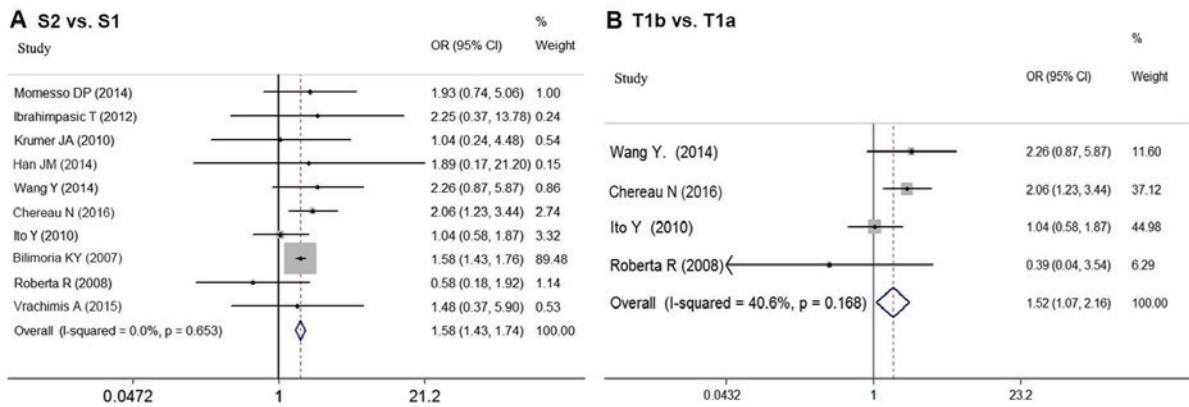 A S2 vs. S1
%
Study OR (95% CI) Weight
Momesso DP (2014) 1.93 (0.74, 5.06) 1.00
Ibrahimpasic T (2012) 2.25 (0.37, 13.78) 0.24
Krumer JA (2010) 1.04 (0.24, 4.48) 0.54
Han JM (2014) 1.89 (0.17, 21.20) 0.15
Wang Y (2014) 2.26 (0.87, 5.87) 0.86
Chereau N (2016) 2.06 (1.23, 3.44) 2.74
Ito Y (2010) 1.04 (0.58, 1.87) 3.32
Bilimoria KY (2007) 1.58 (1.43, 1.76) 89.48
Roberta R (2008) 0.58 (0.18, 1.92) 1.14
Vrachimis A (2015) 1.48 (0.37, 5.90) 0.53
Overall (I-squared = 0.0%, p = 0.653) 1.58 (1.43, 1.74) 100.00
0.0472 1 21.2
B T1b vs. T1a
%
Study OR (95% CI) Weight
Wang Y. (2014) 2.26 (0.87, 5.87) 11.60
Chereau N (2016) 2.06 (1.23, 3.44) 37.12
Ito Y (2010) 1.04 (0.58, 1.87) 44.98
Roberta R (2008) 0.39 (0.04, 3.54) 6.29
Overall (I-squared = 40.6%, p = 0.168) 1.52 (1.07, 2.16) 100.00
0.0432 1 23.2